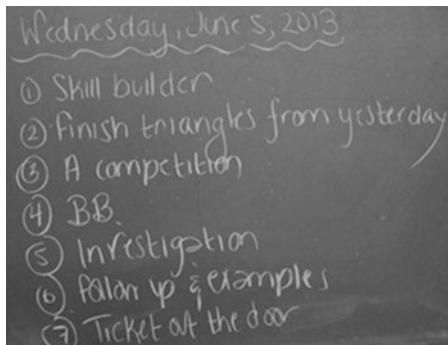 Wednesday, June 5, 2013
① Skill builder
② Finish triangles from yesterday
③ A competition
④ BB.
⑤ Investigation
⑥ Follow up & examples
⑦ Ticket out the door